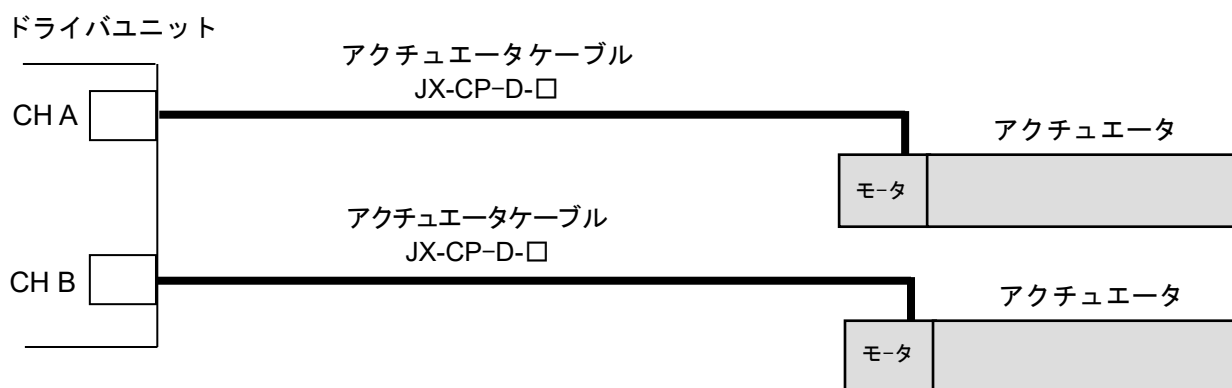 ドライバユニット
アクチュエータケーブル
JX-CP-D-□
CH A
アクチュエータ
モータ
アクチュエータケーブル
JX-CP-D-□
CH B
アクチュエータ
モータ